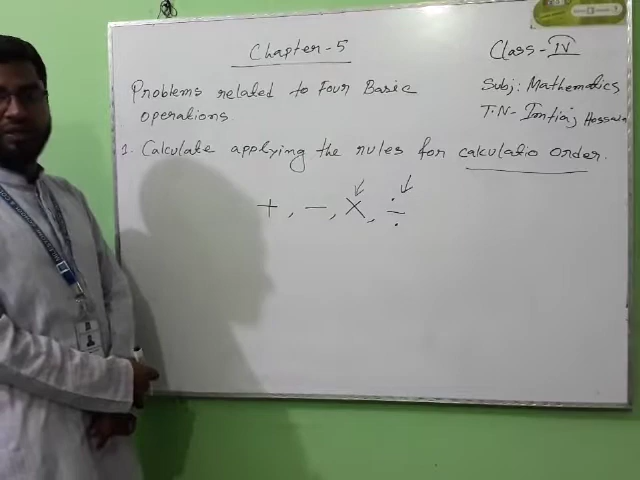 Chapter-5
Class-IV
Subj: Mathematics
T.N- Imtiaj Hossain
Problems related to Four Basic
operations.
1. Calculate applying the rules for calculatio order.
+, −, ×, ÷